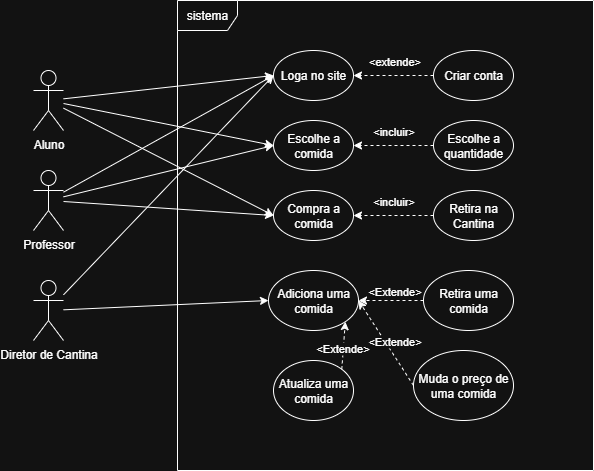 sistema
Loga no site
<extende>
Criar conta
Aluno
Escolhe a
comida
<incluir>
Escolhe a
quantidade
Professor
Compra a
comida
<incluir>
Retira na
Cantina
Diretor de Cantina
Adiciona uma
comida
<Extende>
Retira uma
comida
<Extende>
<Extende>
Atualiza uma
comida
Muda o preço de
uma comida